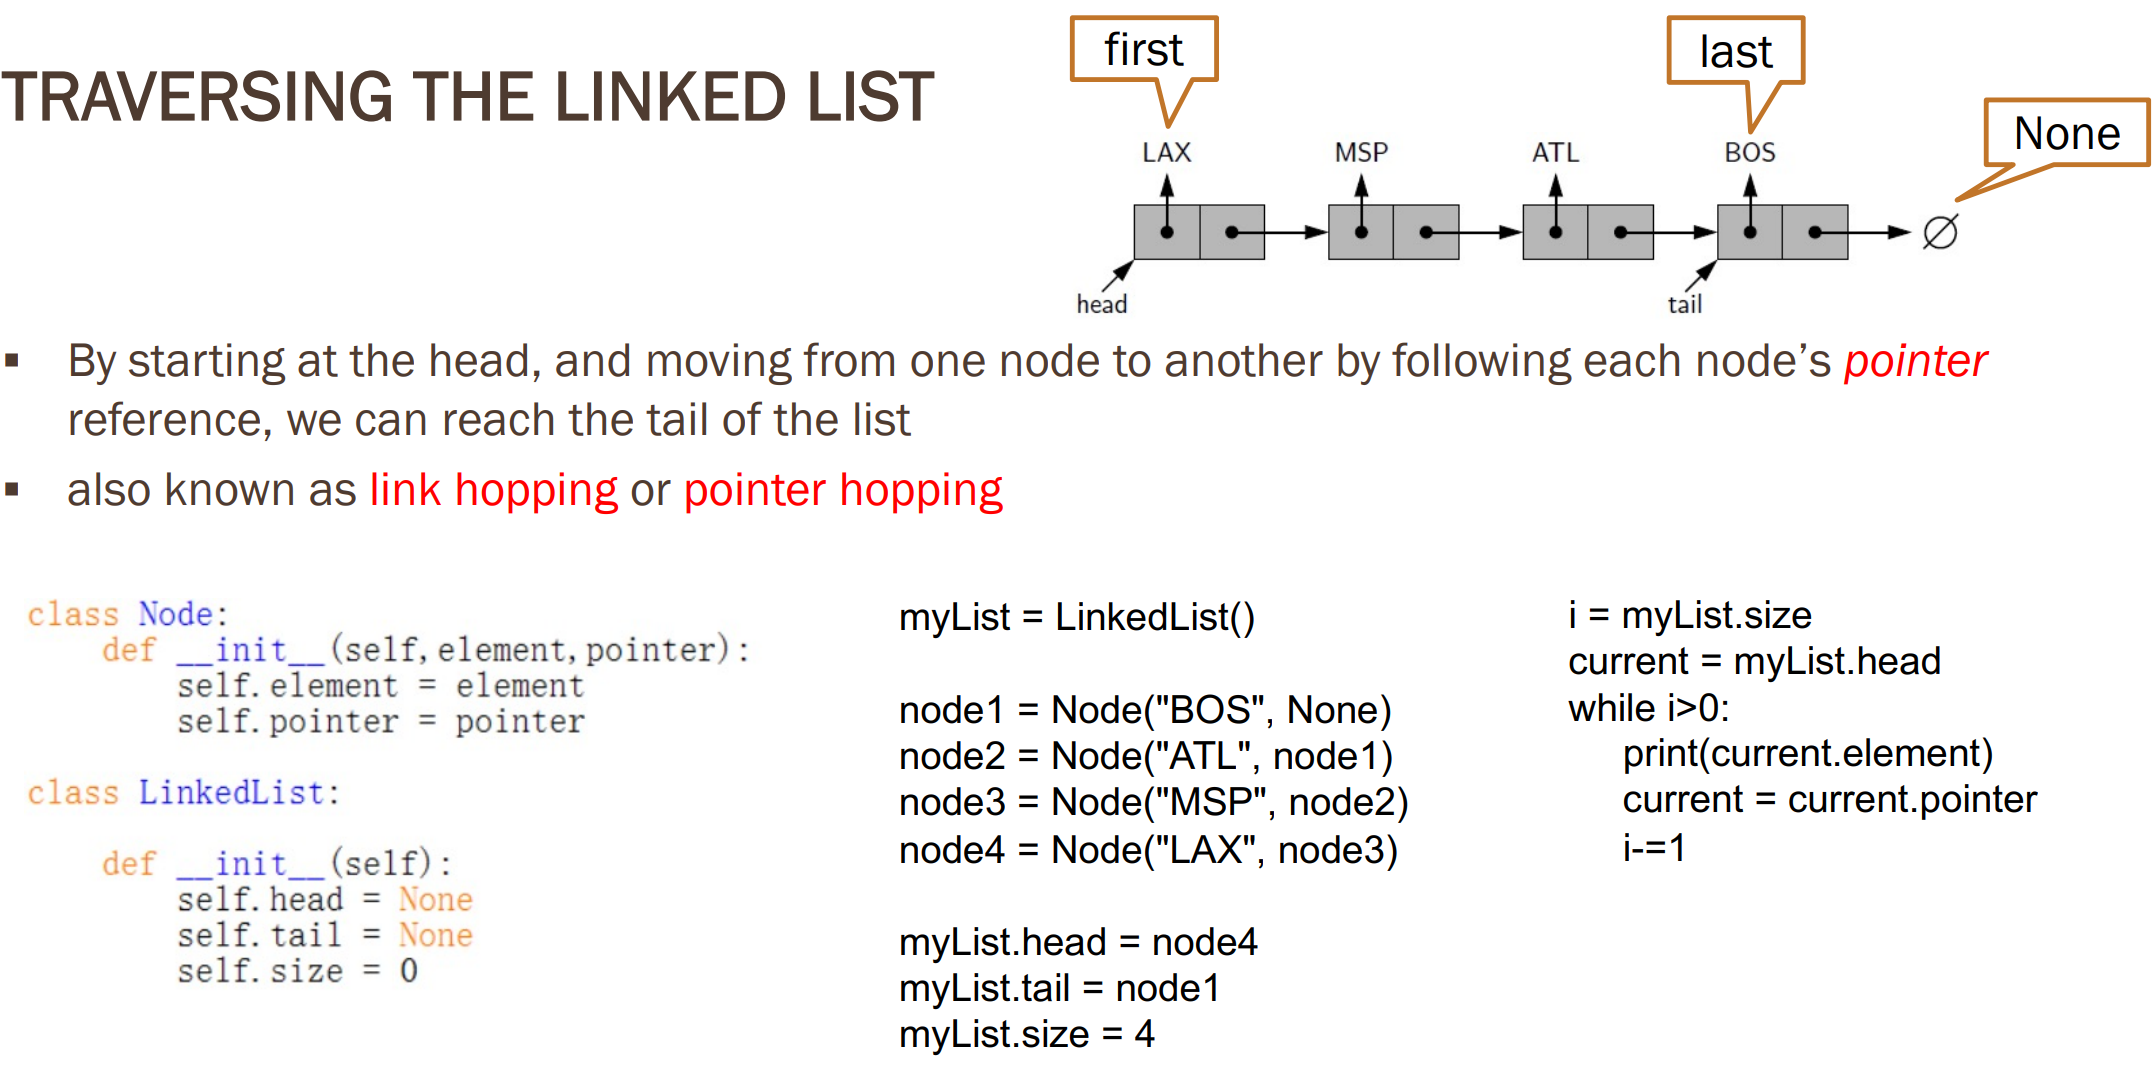 TRAVERSING THE LINKED LIST
first
last
None
LAX
MSP
ATL
BOS
head
tail
▪ By starting at the head, and moving from one node to another by following each node’s pointer
reference, we can reach the tail of the list
▪ also known as link hopping or pointer hopping
class Node:
    def __init__(self,element,pointer):
        self.element = element
        self.pointer = pointer
class LinkedList:
    def __init__(self):
        self.head = None
        self.tail = None
        self.size = 0
myList = LinkedList()
node1 = Node("BOS", None)
node2 = Node("ATL", node1)
node3 = Node("MSP", node2)
node4 = Node("LAX", node3)
myList.head = node4
myList.tail = node1
myList.size = 4
i = myList.size
current = myList.head
while i>0:
    print(current.element)
    current = current.pointer
    i-=1